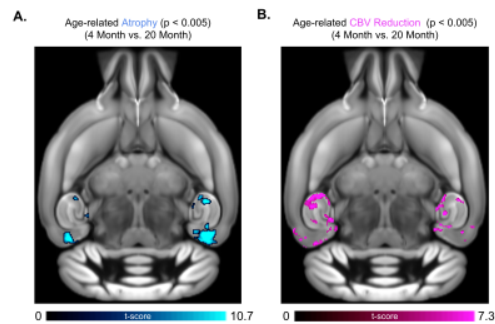 A.
Age-related Atrophy (p < 0.005)
(4 Month vs. 20 Month)
0 t-score 10.7
B.
Age-related CBV Reduction (p < 0.005)
(4 Month vs. 20 Month)
0 t-score 7.3